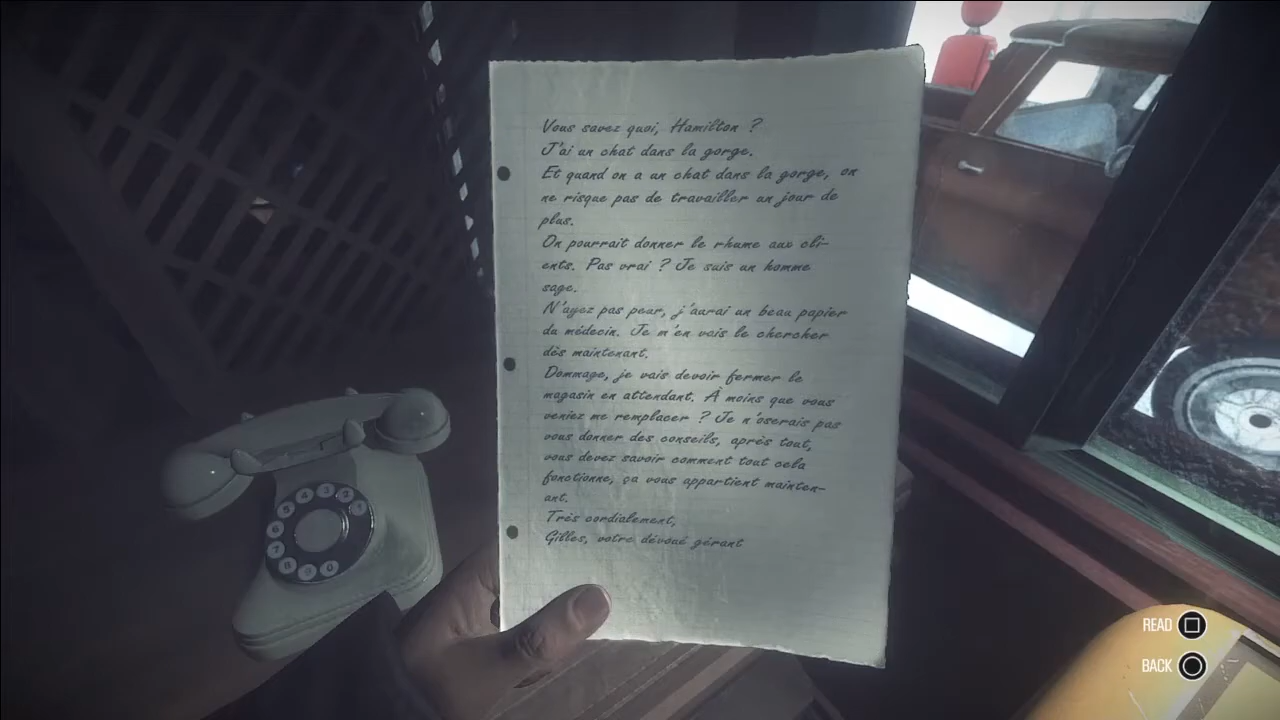 Vous savez quoi, Hamilton ?
J'ai un chat dans la gorge.
Et quand on a un chat dans la gorge, on
ne risque pas de travailler un jour de
plus.
On pourrait donner le rhume aux cli-
ents. Pas vrai ? Je suis un homme
sage.
N'ayez pas peur, j'aurai un beau papier
du médecin. Je m'en vais le chercher
dès maintenant.
Dommage, je vais devoir fermer le
magasin en attendant. À moins que vous
veniez me remplacer ? Je n'oserais pas
vous donner des conseils, après tout,
vous devez savoir comment tout cela
fonctionne, ça vous appartient mainten-
ant.
Très cordialement,
Gilles, votre dévoué gérant
READ
BACK